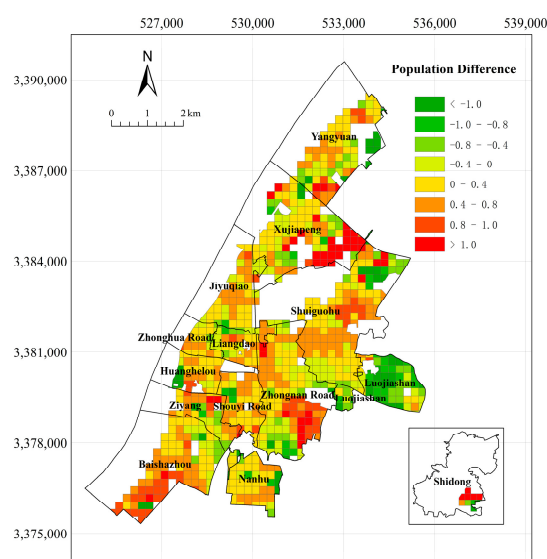 527,000 530,000 533,000 536,000 539,000
3,390,000
3,387,000
3,384,000
3,381,000
3,378,000
3,375,000
N
0 1 2 km
Population Difference
< -1.0
-1.0 - -0.8
-0.8 - -0.4
-0.4 - 0
0 - 0.4
0.4 - 0.8
0.8 - 1.0
> 1.0
Yangyuan
Xujiapeng
Jiyuqiao
Shuiguohu
Zhonghua Road
Liangdao
Huanghelou
Luojiashan
Zhongnan Road
Luojiashan
Ziyang
Shouyi Road
Baishazhou
Nanhu
Shidong